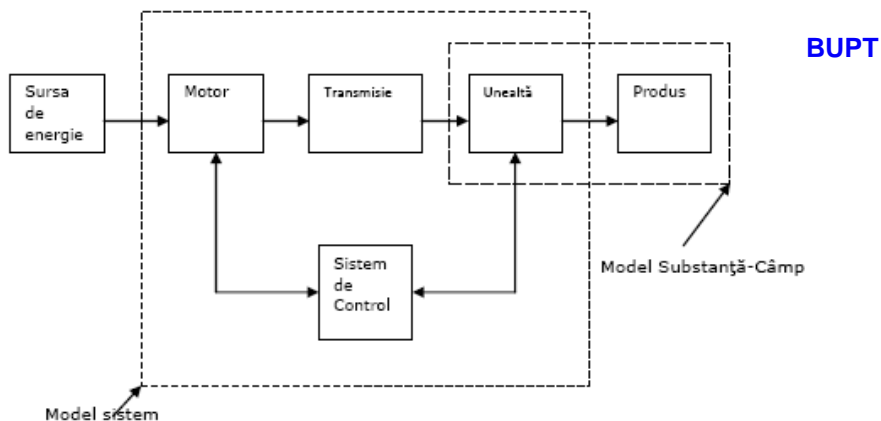 BUPT
Sursa
de
energie
Motor
Transmisie
Unealtă
Produs
Sistem
de
Control
Model Substanţă-Câmp
Model sistem